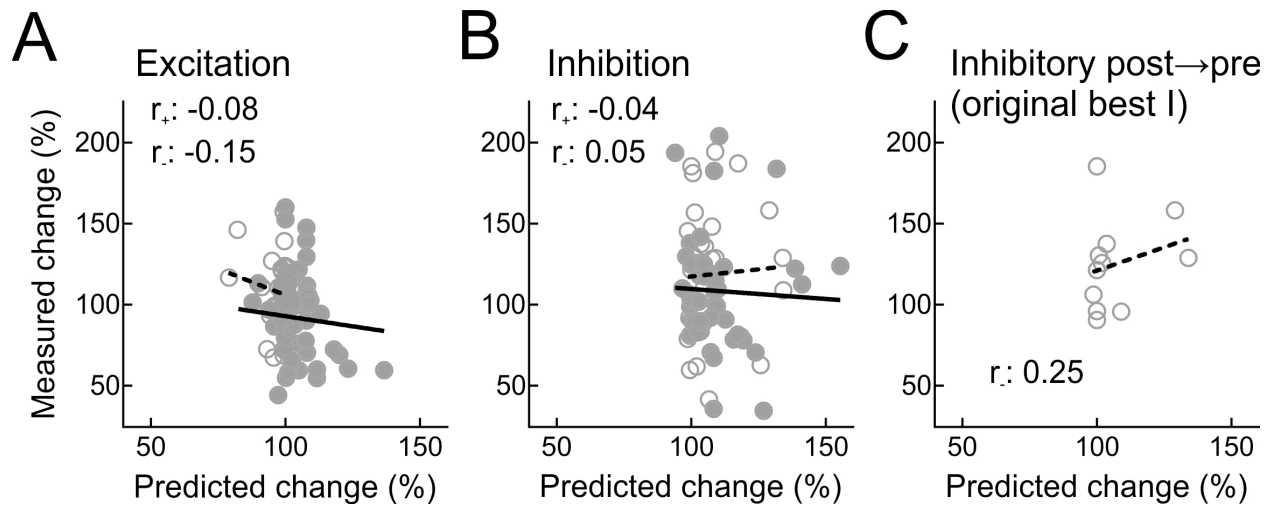 A
Excitation
r₊: -0.08
r₋: -0.15
Measured change (%)
200
150
100
50
50 100 150
Predicted change (%)
B
Inhibition
r₊: -0.04
r₋: 0.05
200
150
100
50
50 100 150
Predicted change (%)
C
Inhibitory post→pre
(original best I)
200
150
100
50
r₋: 0.25
50 100 150
Predicted change (%)